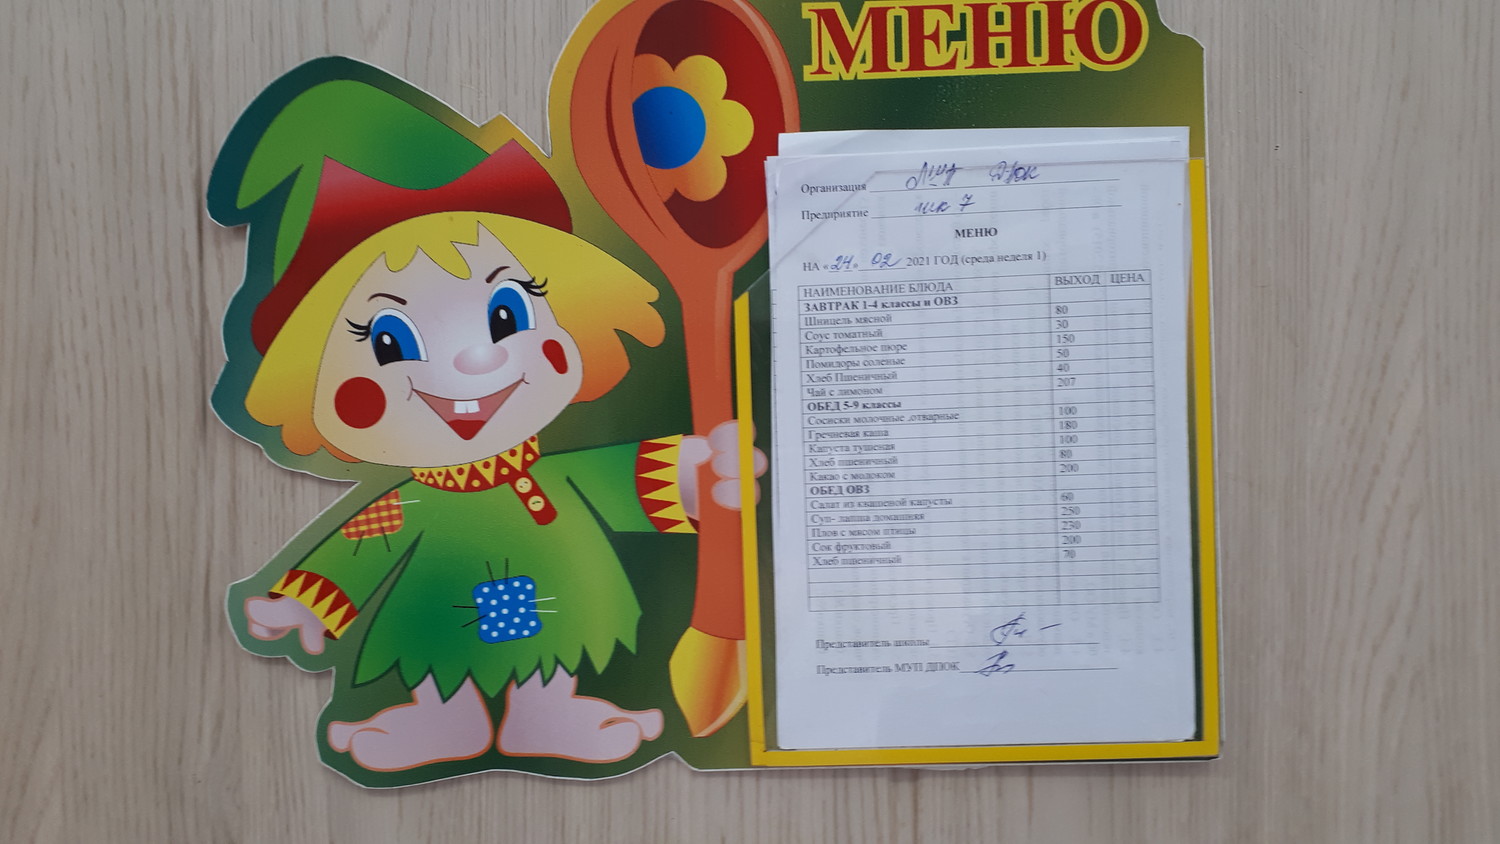 МЕНЮ
Организация МУП ДПОК
Предприятие шк 7
МЕНЮ
НА «24» 02 2021 ГОД (среда неделя 1)
НАИМЕНОВАНИЕ БЛЮДА ВЫХОД ЦЕНА
ЗАВТРАК 1-4 классы и ОВЗ
Шницель мясной 80
Соус томатный 30
Картофельное пюре 150
Помидоры соленые 50
Хлеб Пшеничный 40
Чай с лимоном 207
ОБЕД 5-9 классы
Сосиски молочные ,отварные 100
Гречневая каша 180
Капуста тушеная 100
Хлеб пшеничный 80
Какао с молоком 200
ОБЕД ОВЗ
Салат из квашеной капусты 60
Суп- лапша домашняя 250
Плов с мясом птицы 230
Сок фруктовый 200
Хлеб пшеничный 70
Представитель школы
Представитель МУП ДПОК